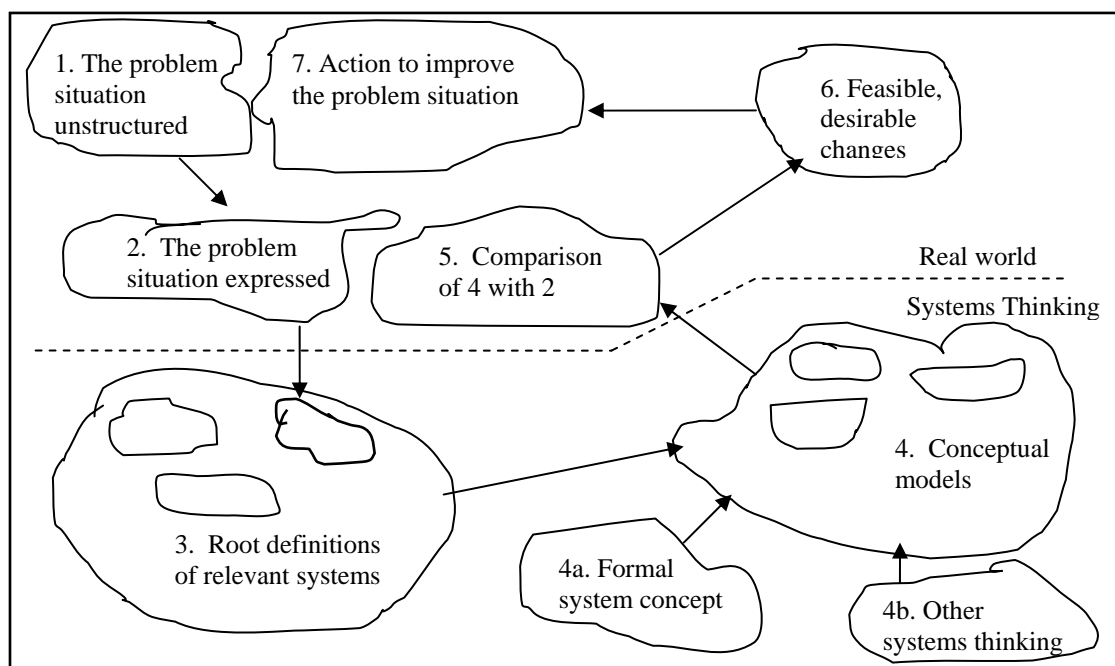 1. The problem
situation
unstructured
7. Action to improve
the problem situation
6. Feasible,
desirable
changes
2. The problem
situation expressed
5. Comparison
of 4 with 2
Real world
Systems Thinking
4. Conceptual
models
3. Root definitions
of relevant systems
4a. Formal
system concept
4b. Other
systems thinking